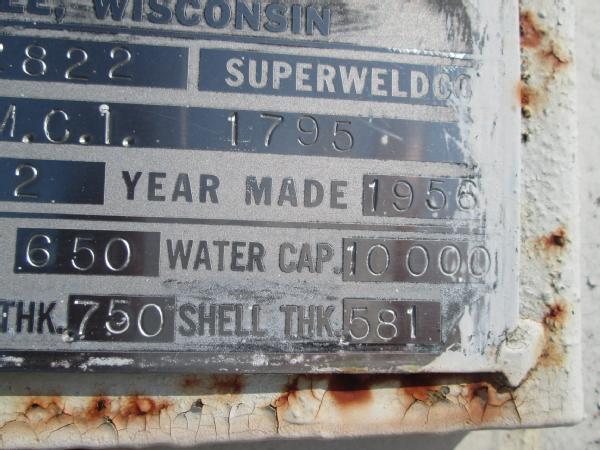 WISCONSIN
822 SUPERWELDCO
M.C.I. 1795
2 YEAR MADE 1956
650 WATER CAP. 10000
THK. 750 SHELL THK. 581